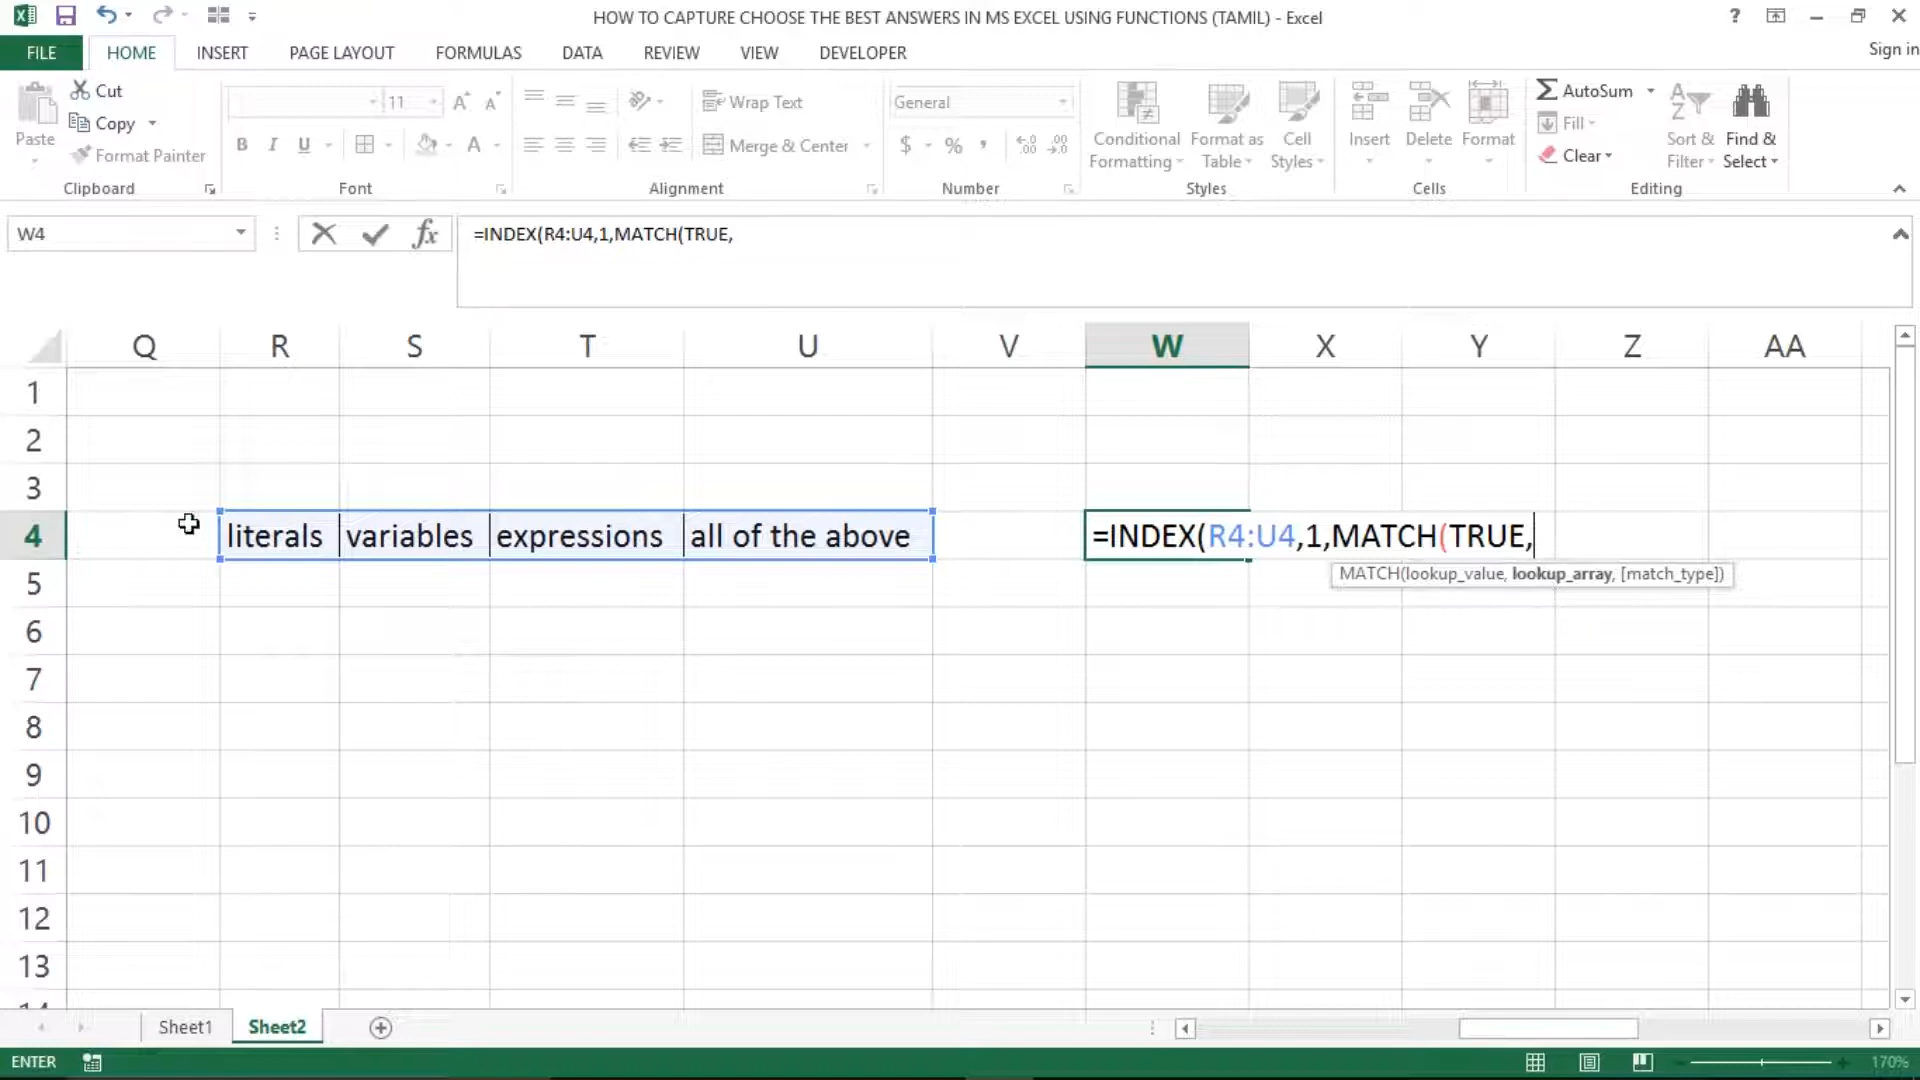 HOW TO CAPTURE CHOOSE THE BEST ANSWERS IN MS EXCEL USING FUNCTIONS (TAMIL) - Excel
?
FILE HOME INSERT PAGE LAYOUT FORMULAS DATA REVIEW VIEW DEVELOPER Sign in
Paste
Cut
Copy
Format Painter
Clipboard
11
B I U
Font
Wrap Text
Merge & Center
Alignment
General
$ % ,
Number
Conditional Formatting
Format as Table
Cell Styles
Styles
Insert Delete Format
Cells
AutoSum
Fill
Clear
Sort & Filter
Find & Select
Editing
W4
fx
=INDEX(R4:U4,1,MATCH(TRUE,
Q R S T U V W X Y Z AA
1
2
3
4 literals variables expressions all of the above =INDEX(R4:U4,1,MATCH(TRUE,
MATCH(lookup_value, lookup_array, [match_type])
5
6
7
8
9
10
11
12
13
Sheet1 Sheet2
ENTER
170%